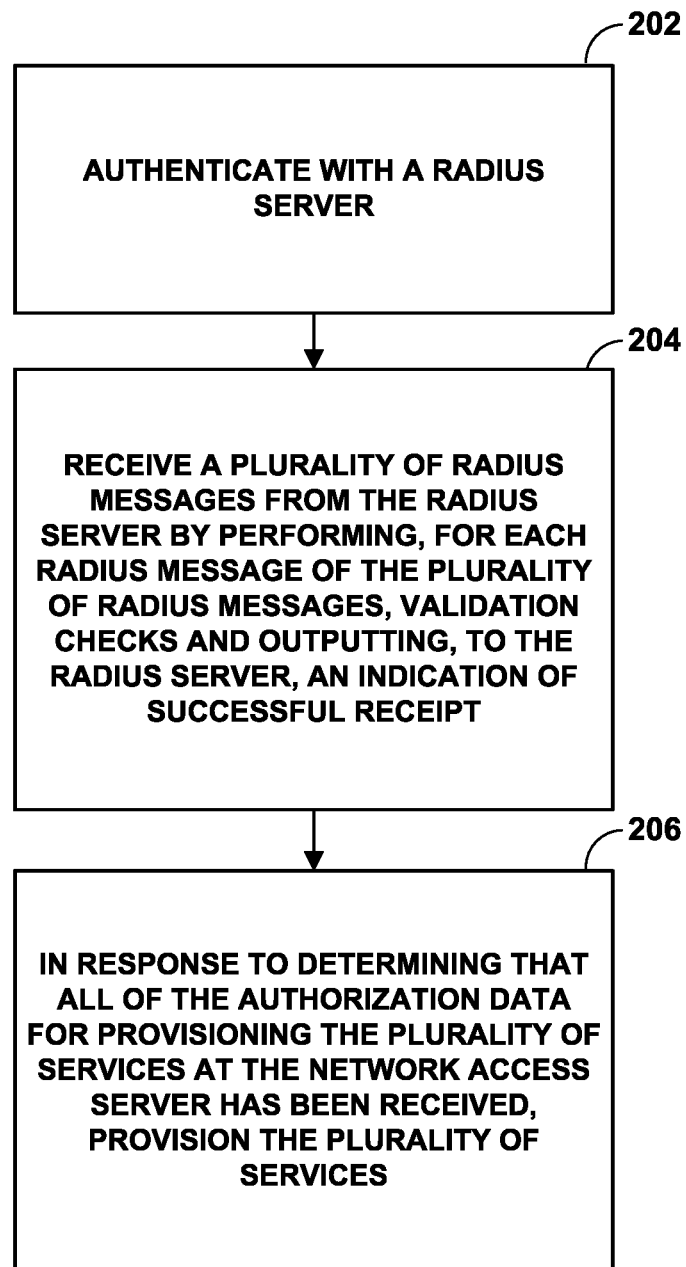 202
AUTHENTICATE WITH A RADIUS
SERVER
204
RECEIVE A PLURALITY OF RADIUS
MESSAGES FROM THE RADIUS
SERVER BY PERFORMING, FOR EACH
RADIUS MESSAGE OF THE PLURALITY
OF RADIUS MESSAGES, VALIDATION
CHECKS AND OUTPUTTING, TO THE
RADIUS SERVER, AN INDICATION OF
SUCCESSFUL RECEIPT
206
IN RESPONSE TO DETERMINING THAT
ALL OF THE AUTHORIZATION DATA
FOR PROVISIONING THE PLURALITY OF
SERVICES AT THE NETWORK ACCESS
SERVER HAS BEEN RECEIVED,
PROVISION THE PLURALITY OF
SERVICES